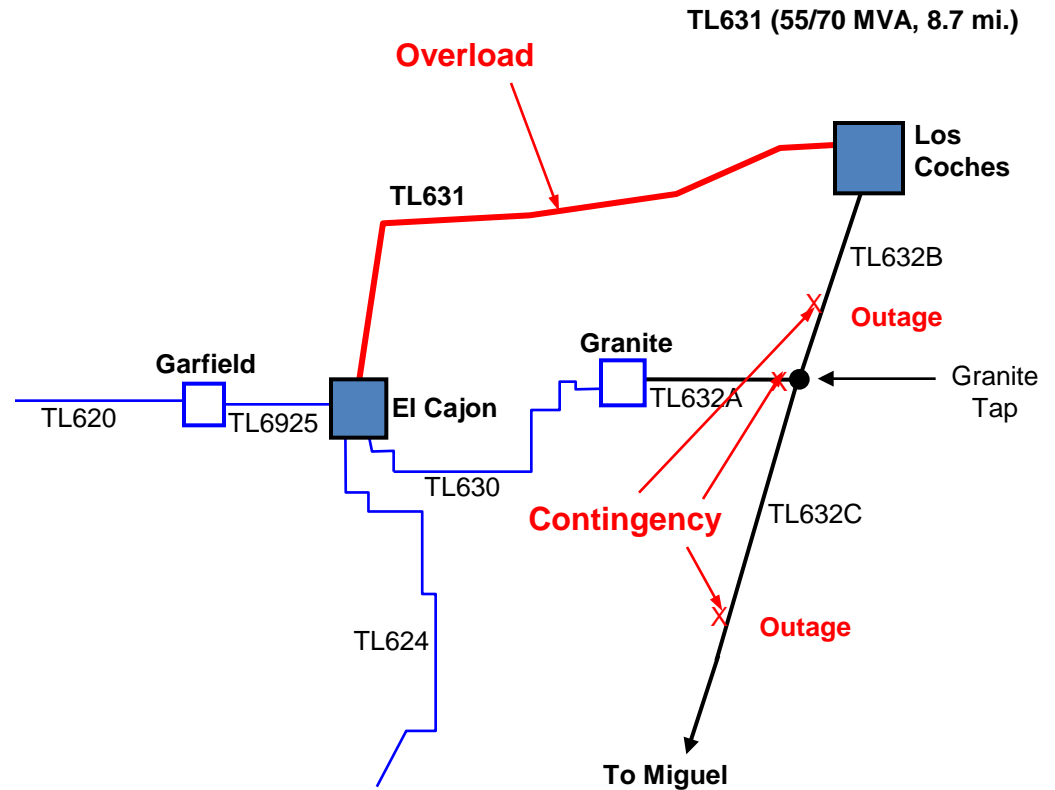 TL631 (55/70 MVA, 8.7 mi.)
Overload
Los
Coches
TL631
TL632B
X
Outage
Granite
Garfield
X
Granite
Tap
TL632A
TL620
TL6925
El Cajon
TL630
Contingency
TL632C
X
Outage
TL624
To Miguel